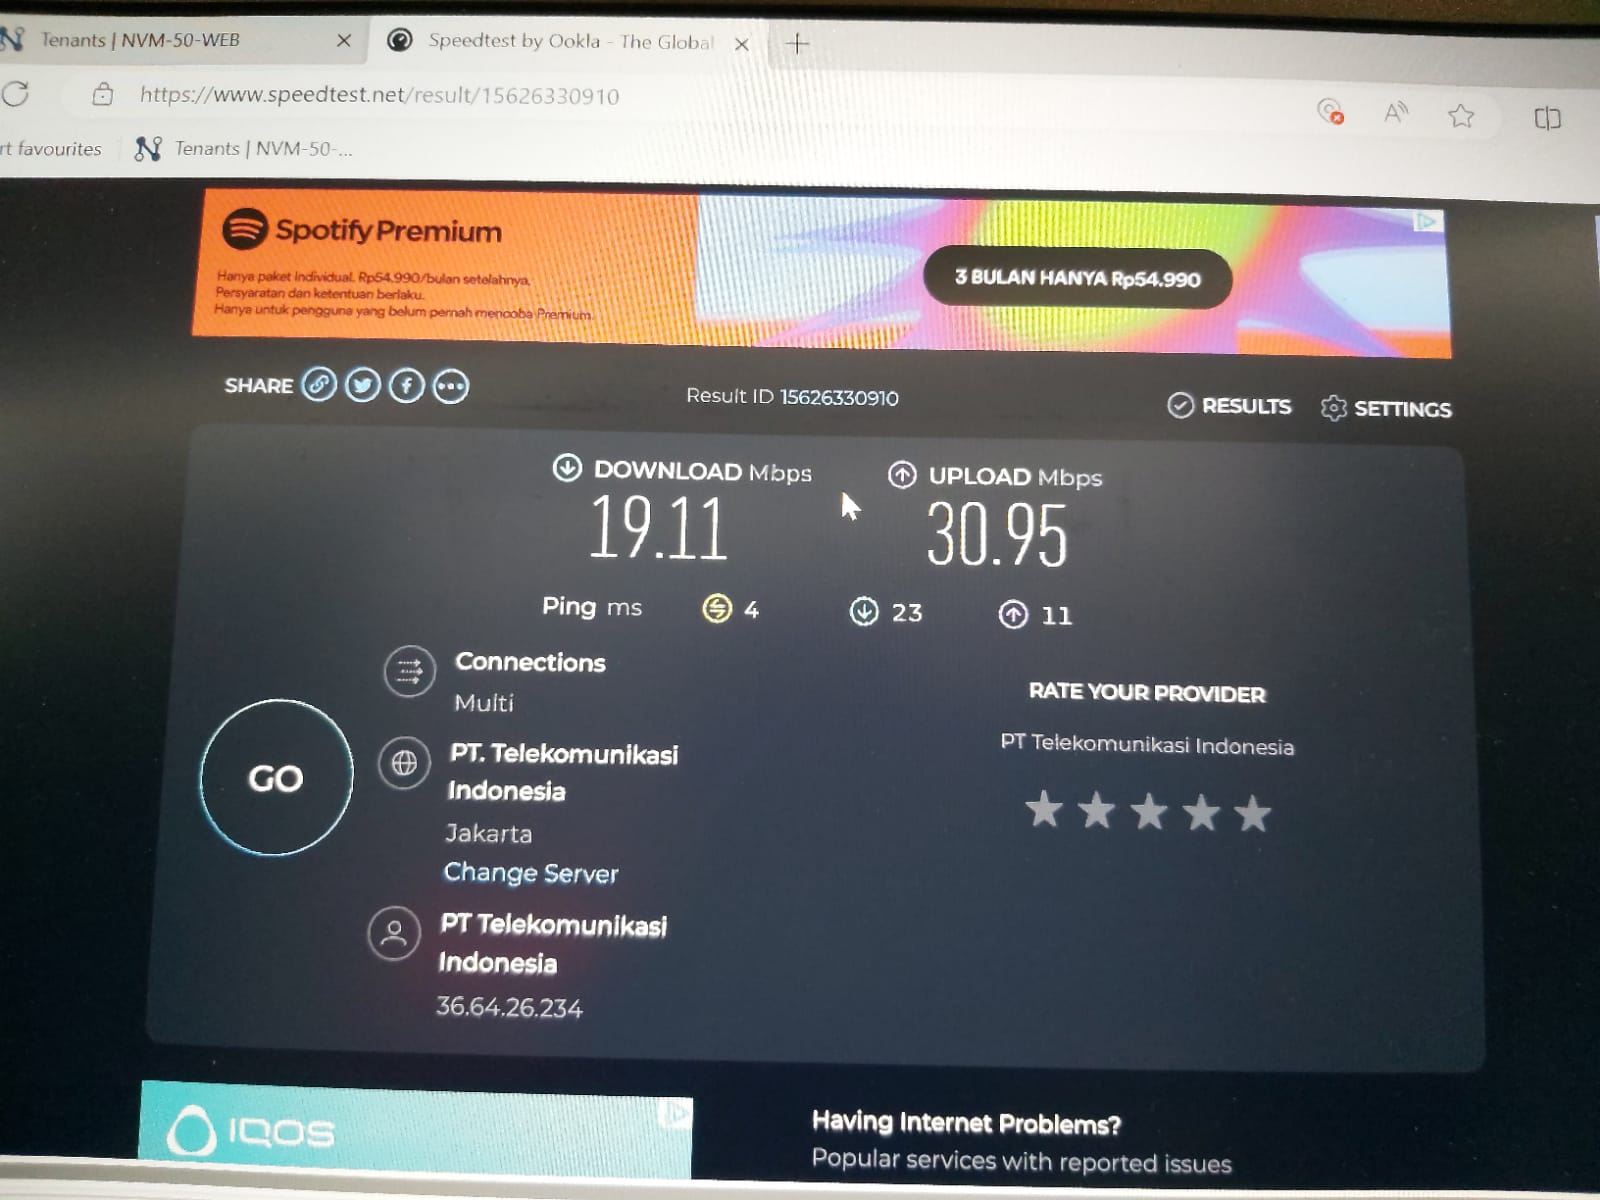 Tenants | NVM-50-WEB
Speedtest by Ookla - The Global
https://www.speedtest.net/result/15626330910
rt favourites
Tenants | NVM-50-...
Spotify Premium
Hanya paket Individual. Rp54.990/bulan setelahnya.
Persyaratan dan ketentuan berlaku.
Hanya untuk pengguna yang belum pernah mencoba Premium.
3 BULAN HANYA Rp54.990
SHARE
Result ID 15626330910
RESULTS
SETTINGS
DOWNLOAD Mbps
19.11
UPLOAD Mbps
30.95
Ping ms
4
23
11
Connections
Multi
PT. Telekomunikasi
Indonesia
Jakarta
Change Server
PT Telekomunikasi
Indonesia
36.64.26.234
GO
RATE YOUR PROVIDER
PT Telekomunikasi Indonesia
IQOS
Having Internet Problems?
Popular services with reported issues